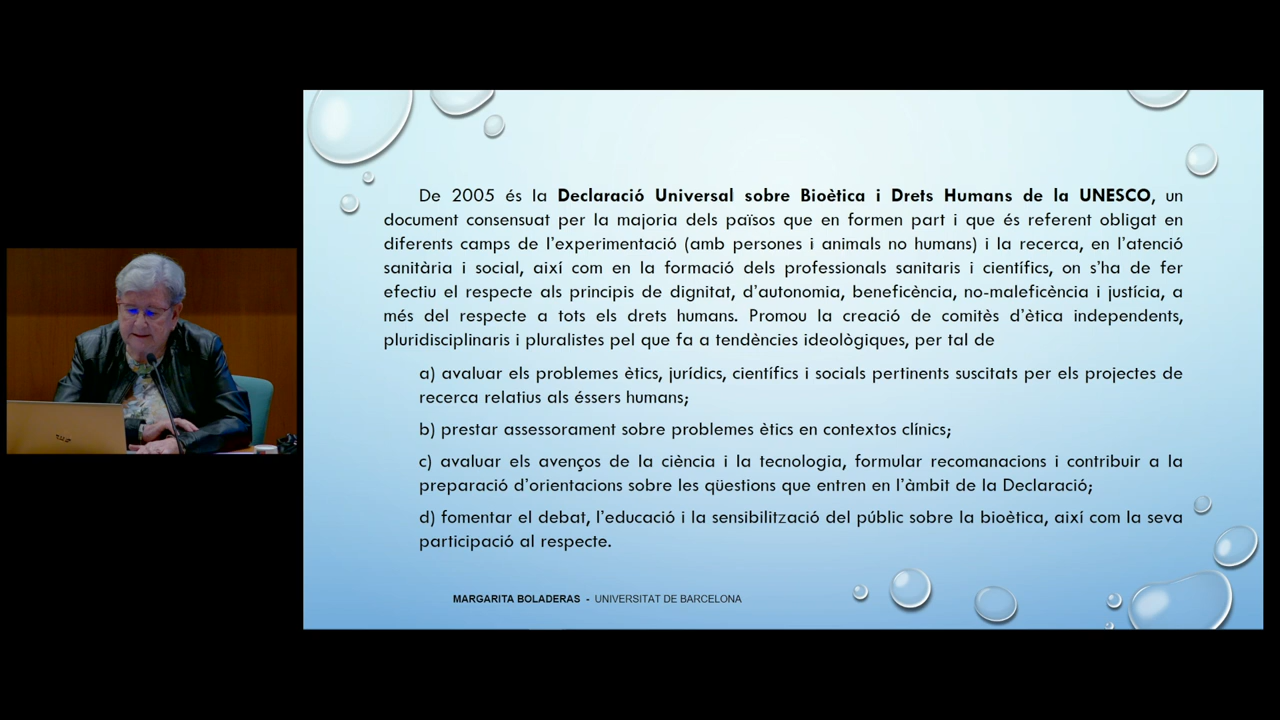 De 2005 és la Declaració Universal sobre Bioètica i Drets Humans de la UNESCO, un
document consensuat per la majoria dels països que en formen part i que és referent obligat en
diferents camps de l'experimentació (amb persones i animals no humans) i la recerca, en l'atenció
sanitària i social, així com en la formació dels professionals sanitaris i científics, on s'ha de fer
efectiu el respecte als principis de dignitat, d'autonomia, beneficència, no-maleficència i justícia, a
més del respecte a tots els drets humans. Promou la creació de comitès d'ètica independents,
pluridisciplinaris i pluralistes pel que fa a tendències ideològiques, per tal de
a) avaluar els problemes ètics, jurídics, científics i socials pertinents suscitats per els projectes de
recerca relatius als éssers humans;
b) prestar assessorament sobre problemes ètics en contextos clínics;
c) avaluar els avenços de la ciència i la tecnologia, formular recomanacions i contribuir a la
preparació d'orientacions sobre les qüestions que entren en l'àmbit de la Declaració;
d) fomentar el debat, l'educació i la sensibilització del públic sobre la bioètica, així com la seva
participació al respecte.
MARGARITA BOLADERAS - UNIVERSITAT DE BARCELONA